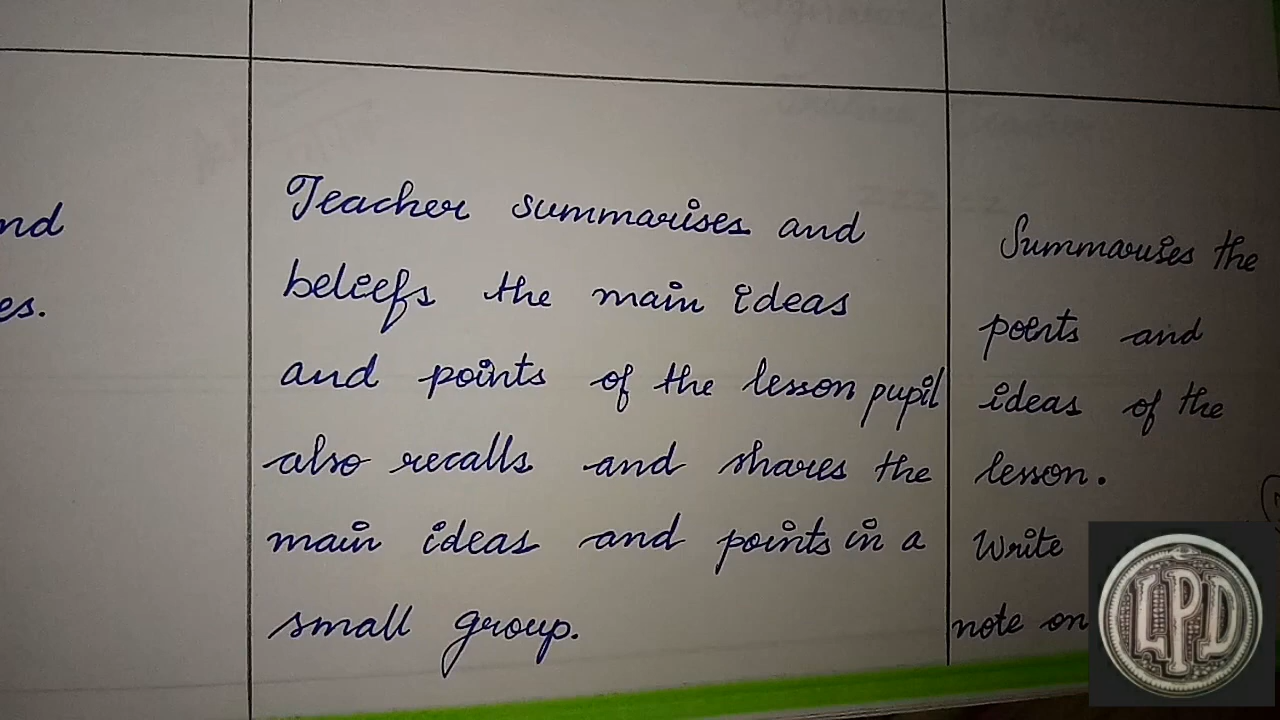 nd
es.
Teacher summarises and
beliefs the main ideas
and points of the lesson pupil
also recalls and shares the
main ideas and points in a
small group.
Summarises the
points and
ideas of the
lesson.
Write
note on
LPD